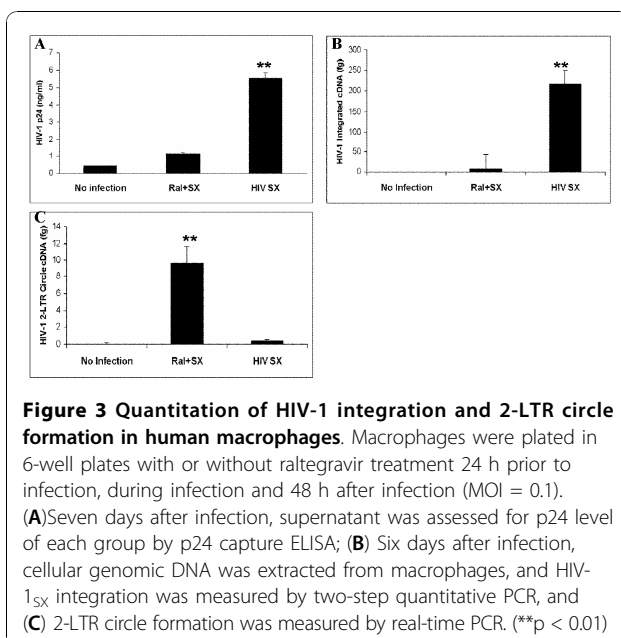 A
HIV-1 p24 (ng/ml)
7
6
5
4
3
2
1
0
**
No infection Ral+SX HIV SX
B
HIV-1 Integrated cDNA (fg)
300
250
200
150
100
50
0
**
No Infection Ral+SX HIV SX
C
HIV-1 2-LTR Circle cDNA (fg)
14
12
10
8
6
4
2
0
**
No Infection Ral+SX HIV SX
Figure 3 Quantitation of HIV-1 integration and 2-LTR circle
formation in human macrophages. Macrophages were plated in
6-well plates with or without raltegravir treatment 24 h prior to
infection, during infection and 48 h after infection (MOI = 0.1).
(A)Seven days after infection, supernatant was assessed for p24 level
of each group by p24 capture ELISA; (B) Six days after infection,
cellular genomic DNA was extracted from macrophages, and HIV-
1SX integration was measured by two-step quantitative PCR, and
(C) 2-LTR circle formation was measured by real-time PCR. (**p < 0.01)